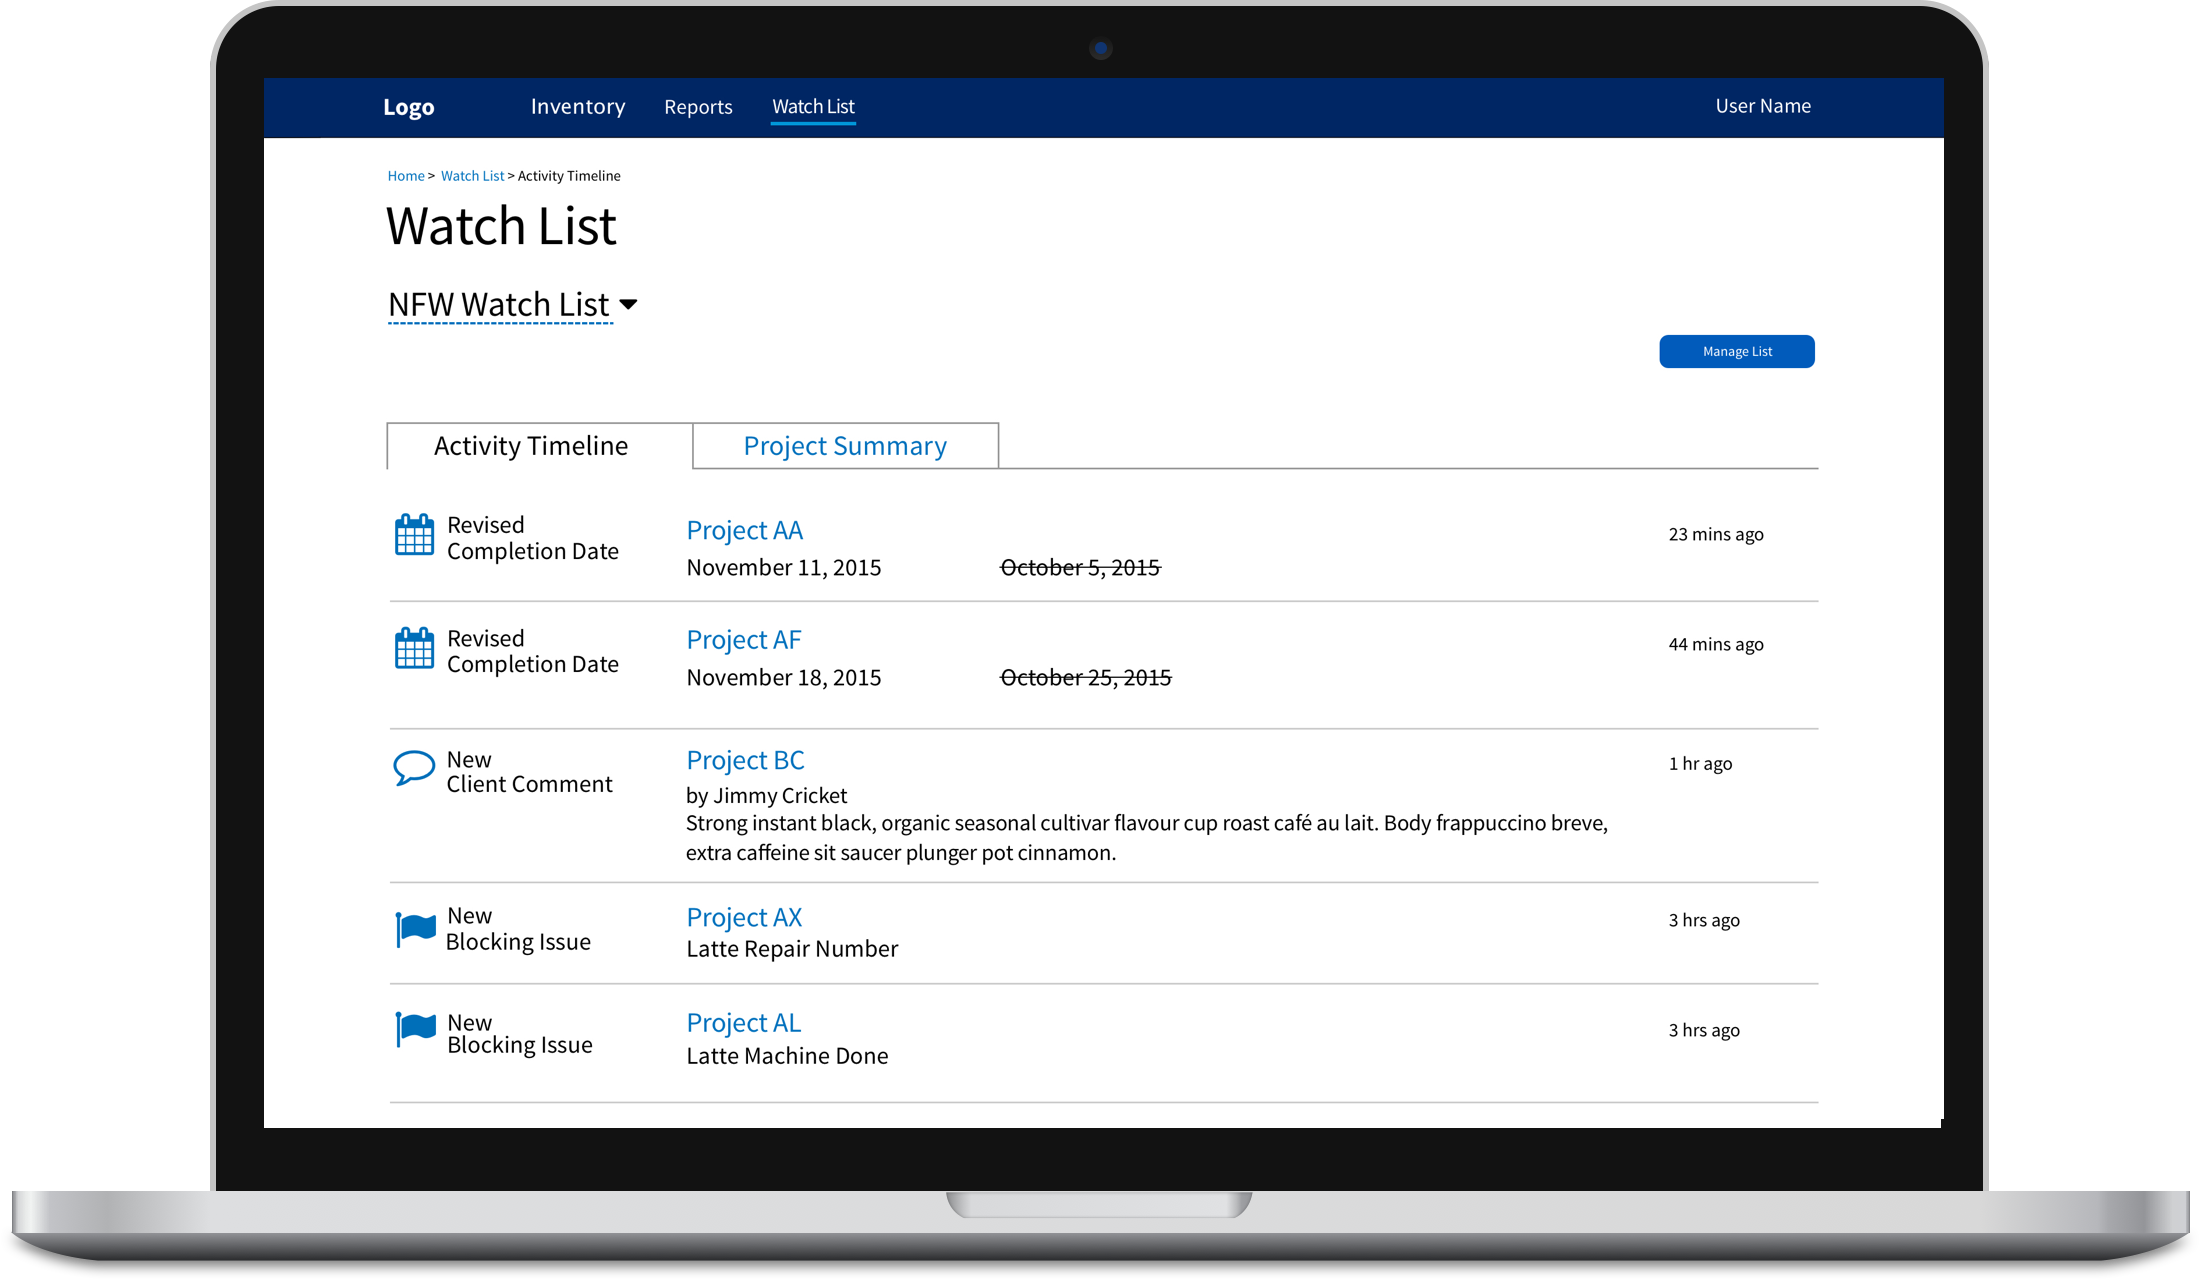 Logo Inventory Reports Watch List User Name
Home > Watch List > Activity Timeline
Watch List
NFW Watch List
Manage List
Activity Timeline Project Summary
Revised
Completion Date
Project AA
November 11, 2015 October 5, 2015
23 mins ago
Revised
Completion Date
Project AF
November 18, 2015 October 25, 2015
44 mins ago
New
Client Comment
Project BC
by Jimmy Cricket
Strong instant black, organic seasonal cultivar flavour cup roast café au lait. Body frappuccino breve,
extra caffeine sit saucer plunger pot cinnamon.
1 hr ago
New
Blocking Issue
Project AX
Latte Repair Number
3 hrs ago
New
Blocking Issue
Project AL
Latte Machine Done
3 hrs ago